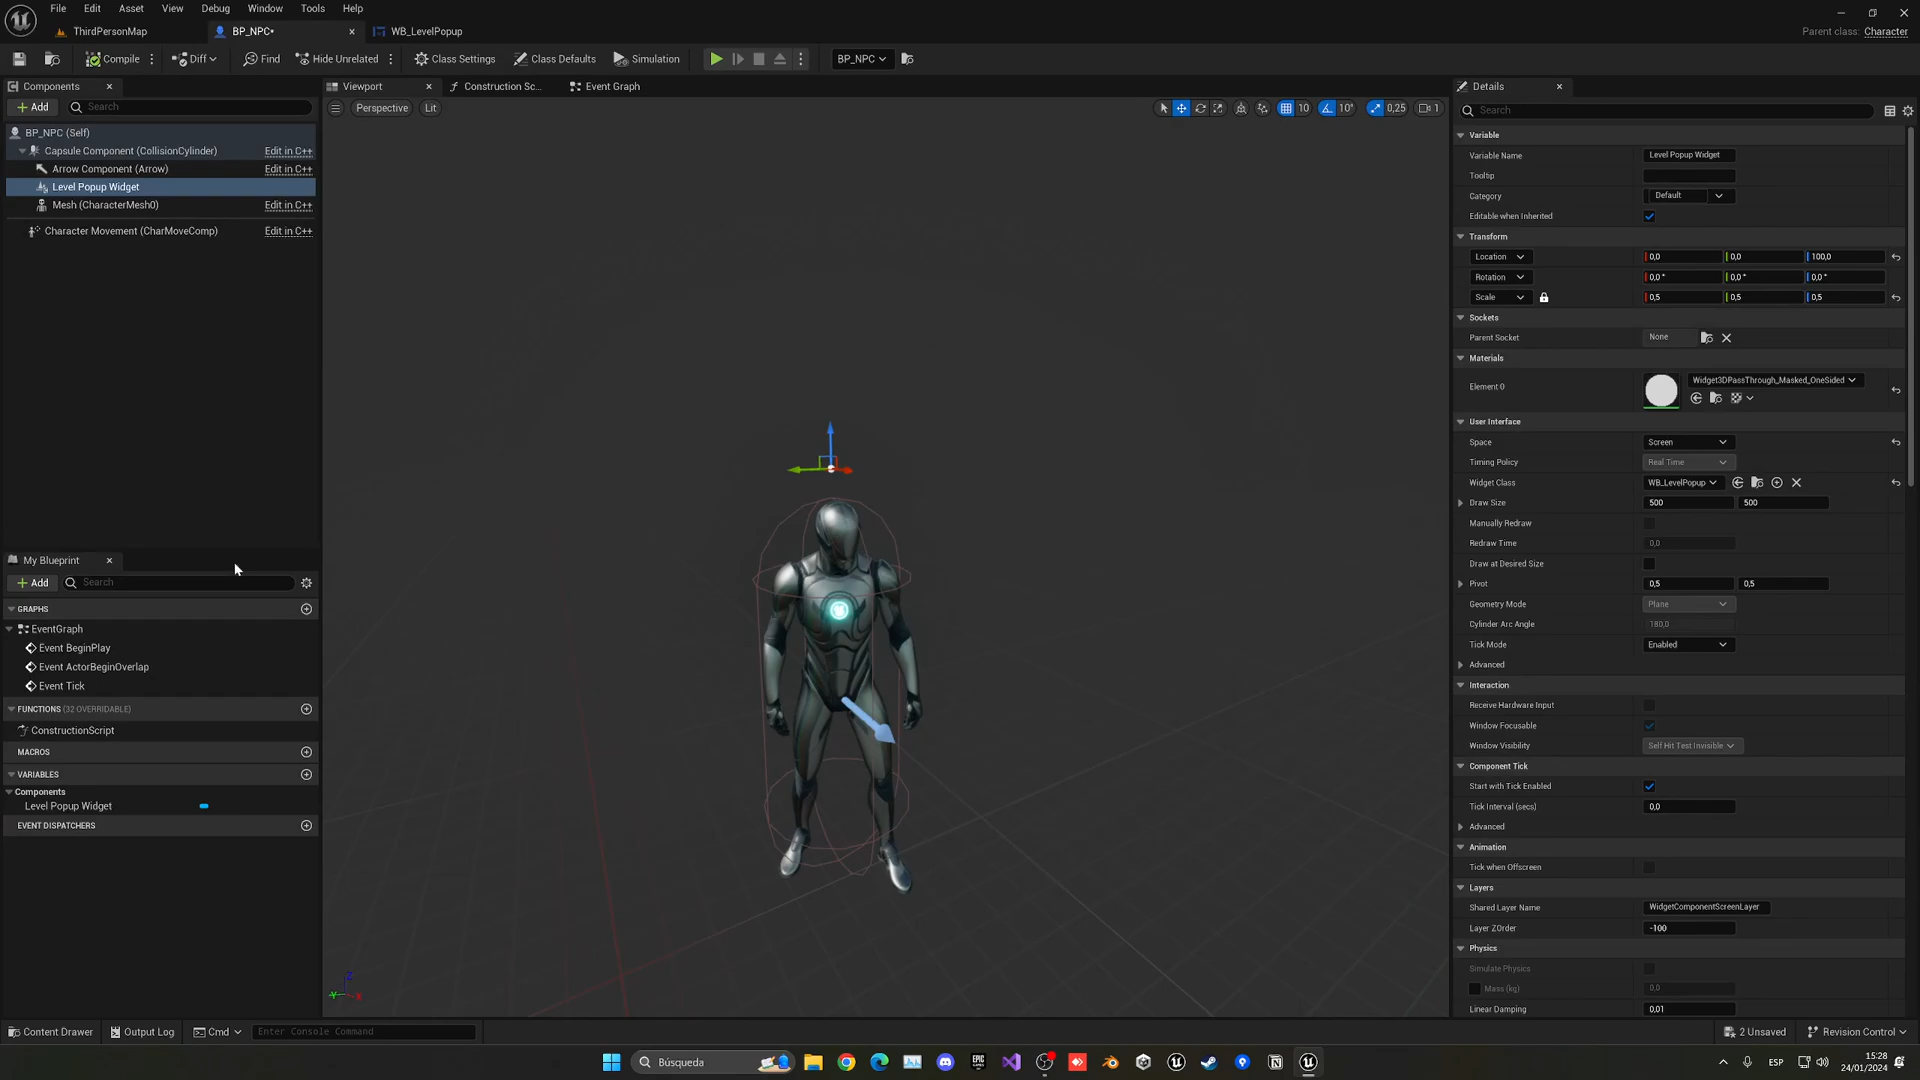 File Edit Asset View Debug Window Tools Help
ThirdPersonMap BP_NPC* WB_LevelPopup Parent class: Character
Compile Diff Find Hide Unrelated Class Settings Class Defaults Simulation BP_NPC
Components Viewport Construction Sc... Event Graph Details
Add Search Perspective Lit 10 10° 0,25 1 Search
BP_NPC (Self)
Capsule Component (CollisionCylinder) Edit in C++
Arrow Component (Arrow) Edit in C++
Level Popup Widget
Mesh (CharacterMesh0) Edit in C++
Character Movement (CharMoveComp) Edit in C++
My Blueprint
Add Search
GRAPHS
EventGraph
Event BeginPlay
Event ActorBeginOverlap
Event Tick
FUNCTIONS (32 OVERRIDABLE)
ConstructionScript
MACROS
VARIABLES
Components
Level Popup Widget
EVENT DISPATCHERS
Z
Y
X
Variable
Variable Name Level Popup Widget
Tooltip
Category Default
Editable when Inherited
Transform
Location 0,0 0,0 100,0
Rotation 0,0 ° 0,0 ° 0,0 °
Scale 0,5 0,5 0,5
Sockets
Parent Socket None
Materials
Element 0 Widget3DPassThrough_Masked_OneSided
User Interface
Space Screen
Timing Policy Real Time
Widget Class WB_LevelPopup
Draw Size 500 500
Manually Redraw
Redraw Time 0,0
Draw at Desired Size
Pivot 0,5 0,5
Geometry Mode Plane
Cylinder Arc Angle 180,0
Tick Mode Enabled
Advanced
Interaction
Receive Hardware Input
Window Focusable
Window Visibility Self Hit Test Invisible
Component Tick
Start with Tick Enabled
Tick Interval (secs) 0,0
Advanced
Animation
Tick when Offscreen
Layers
Shared Layer Name WidgetComponentScreenLayer
Layer ZOrder -100
Physics
Simulate Physics
Mass (kg) 0,0
Linear Damping 0,01
Content Drawer Output Log Cmd Enter Console Command 2 Unsaved Revision Control
Búsqueda EPIC GAMES ESP 15:28
24/01/2024